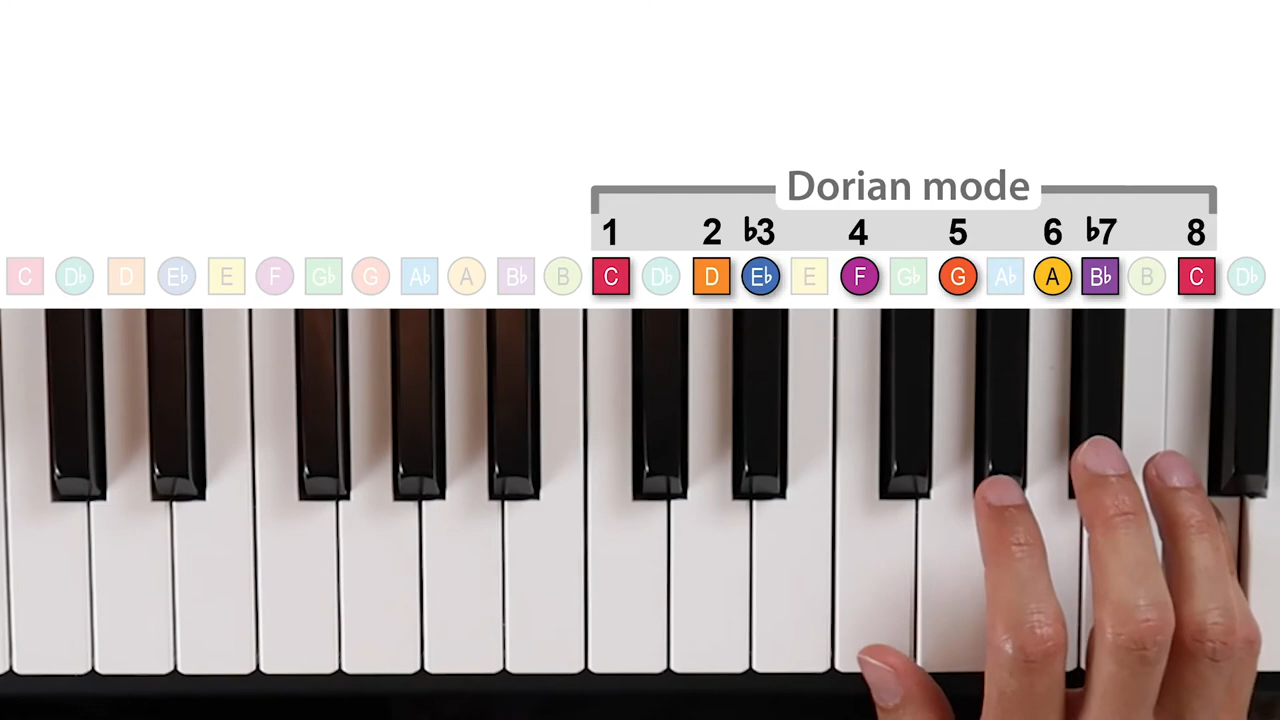 Dorian mode
1 2 ♭3 4 5 6 ♭7 8
C D♭ D E♭ E F G♭ G A♭ A B♭ B C D♭ D E♭ E F G♭ G A♭ A B♭ B C D♭